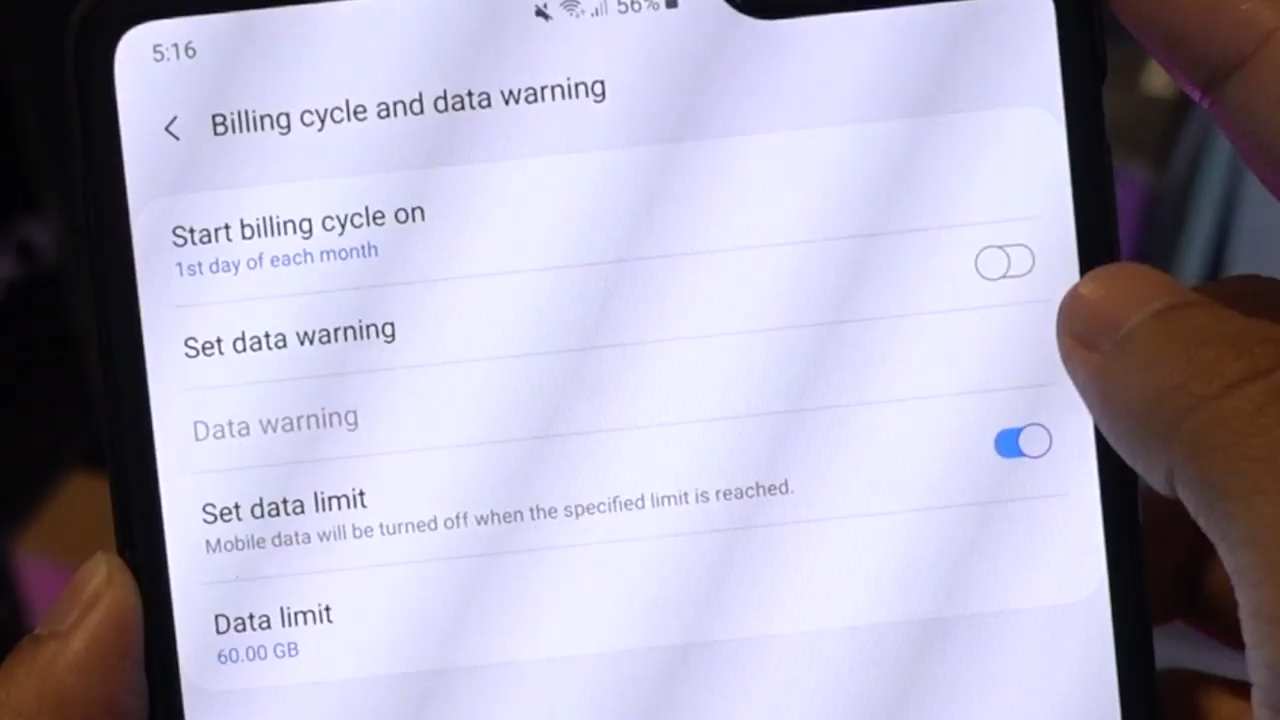 5:16
56%
Billing cycle and data warning
Start billing cycle on
1st day of each month
Set data warning
Data warning
Set data limit
Mobile data will be turned off when the specified limit is reached.
Data limit
60.00 GB